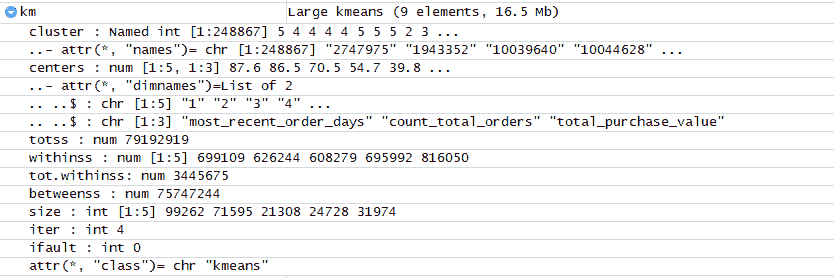 km Large kmeans (9 elements, 16.5 Mb)
cluster : Named int [1:248867] 5 4 4 4 4 5 5 5 2 3 ...
..- attr(*, "names")= chr [1:248867] "2747975" "1943352" "10039640" "10044628" ...
centers : num [1:5, 1:3] 87.6 86.5 70.5 54.7 39.8 ...
..- attr(*, "dimnames")=List of 2
.. ..$ : chr [1:5] "1" "2" "3" "4" ...
.. ..$ : chr [1:3] "most_recent_order_days" "count_total_orders" "total_purchase_value"
totss : num 79192919
withinss : num [1:5] 699109 626244 608279 695992 816050
tot.withinss: num 3445675
betweenss : num 75747244
size : int [1:5] 99262 71595 21308 24728 31974
iter : int 4
ifault : int 0
attr(*, "class")= chr "kmeans"